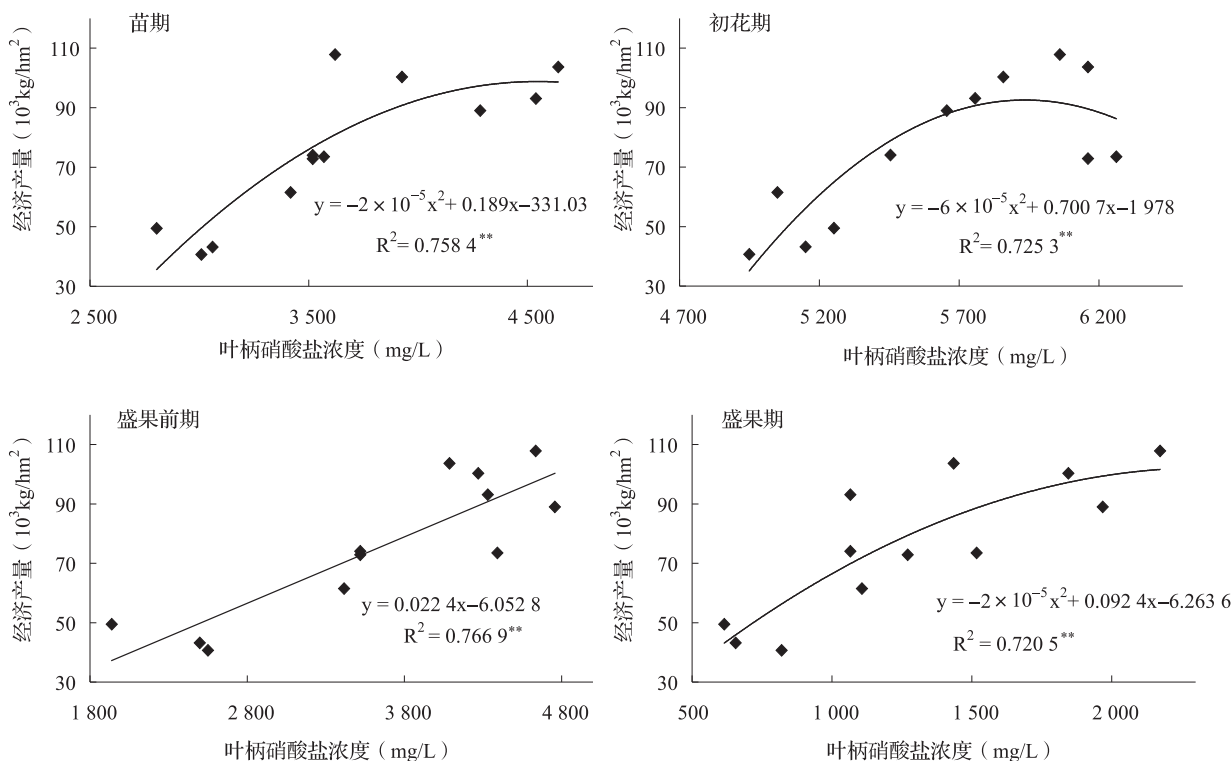 苗期
经济产量（10³kg/hm²）
110
90
70
50
30
y = −2 × 10⁻⁵x² + 0.189x−331.03
R² = 0.758 4**
2 500
3 500
4 500
叶柄硝酸盐浓度（mg/L）
初花期
经济产量（10³kg/hm²）
110
90
70
50
30
y = −6 × 10⁻⁵x² + 0.700 7x−1 978
R² = 0.725 3**
4 700
5 200
5 700
6 200
叶柄硝酸盐浓度（mg/L）
盛果前期
经济产量（10³kg/hm²）
110
90
70
50
30
y = 0.022 4x−6.052 8
R² = 0.766 9**
1 800
2 800
3 800
4 800
叶柄硝酸盐浓度（mg/L）
盛果期
经济产量（10³kg/hm²）
110
90
70
50
30
y = −2 × 10⁻⁵x² + 0.092 4x−6.263 6
R² = 0.720 5**
500
1 000
1 500
2 000
叶柄硝酸盐浓度（mg/L）